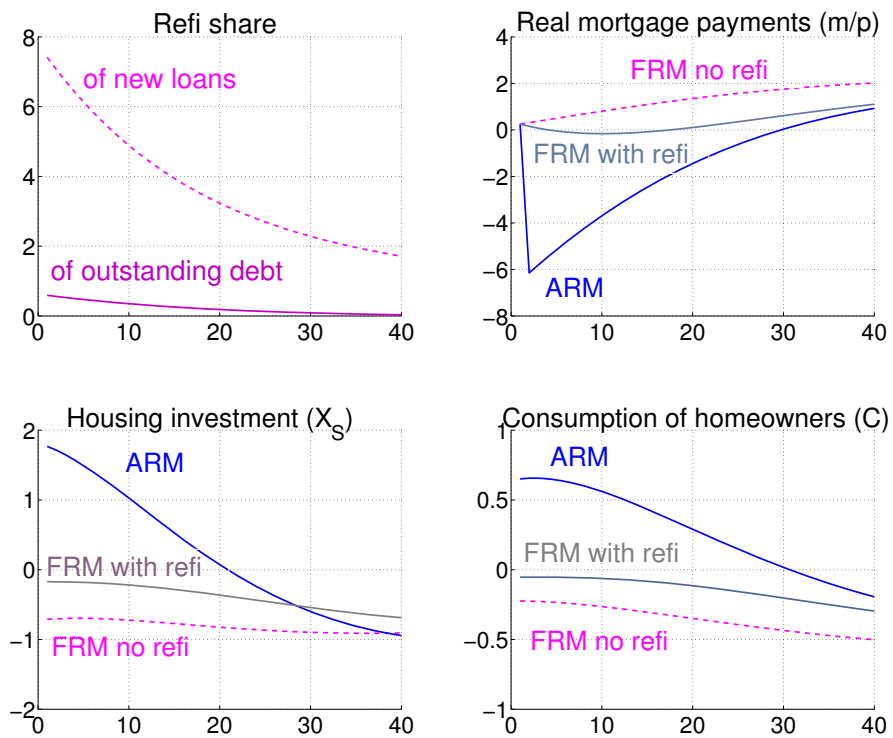 Refi share
8
6
4
2
0
0
10
20
30
40
of new loans
of outstanding debt
Real mortgage payments (m/p)
4
2
0
−2
−4
−6
−8
0
10
20
30
40
FRM no refi
FRM with refi
ARM
Housing investment (X_S)
2
1
0
−1
−2
0
10
20
30
40
ARM
FRM with refi
FRM no refi
Consumption of homeowners (C)
1
0.5
0
−0.5
−1
0
10
20
30
40
ARM
FRM with refi
FRM no refi